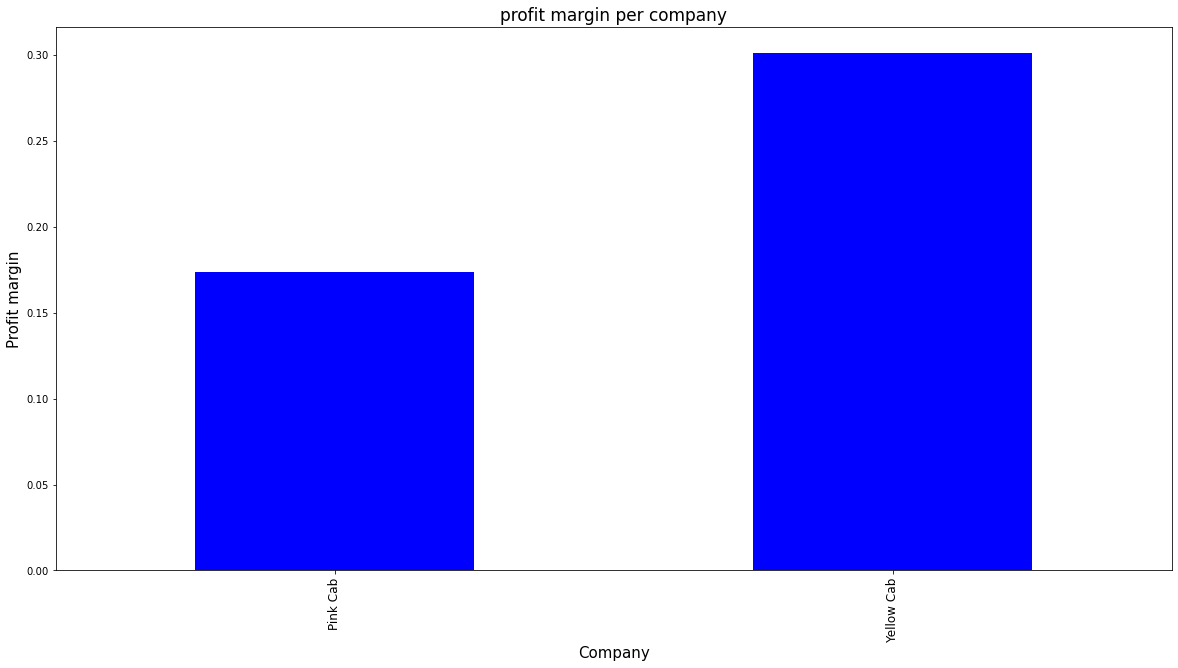 profit margin per company
Profit margin
0.30
0.25
0.20
0.15
0.10
0.05
0.00
Pink Cab
Yellow Cab
Company